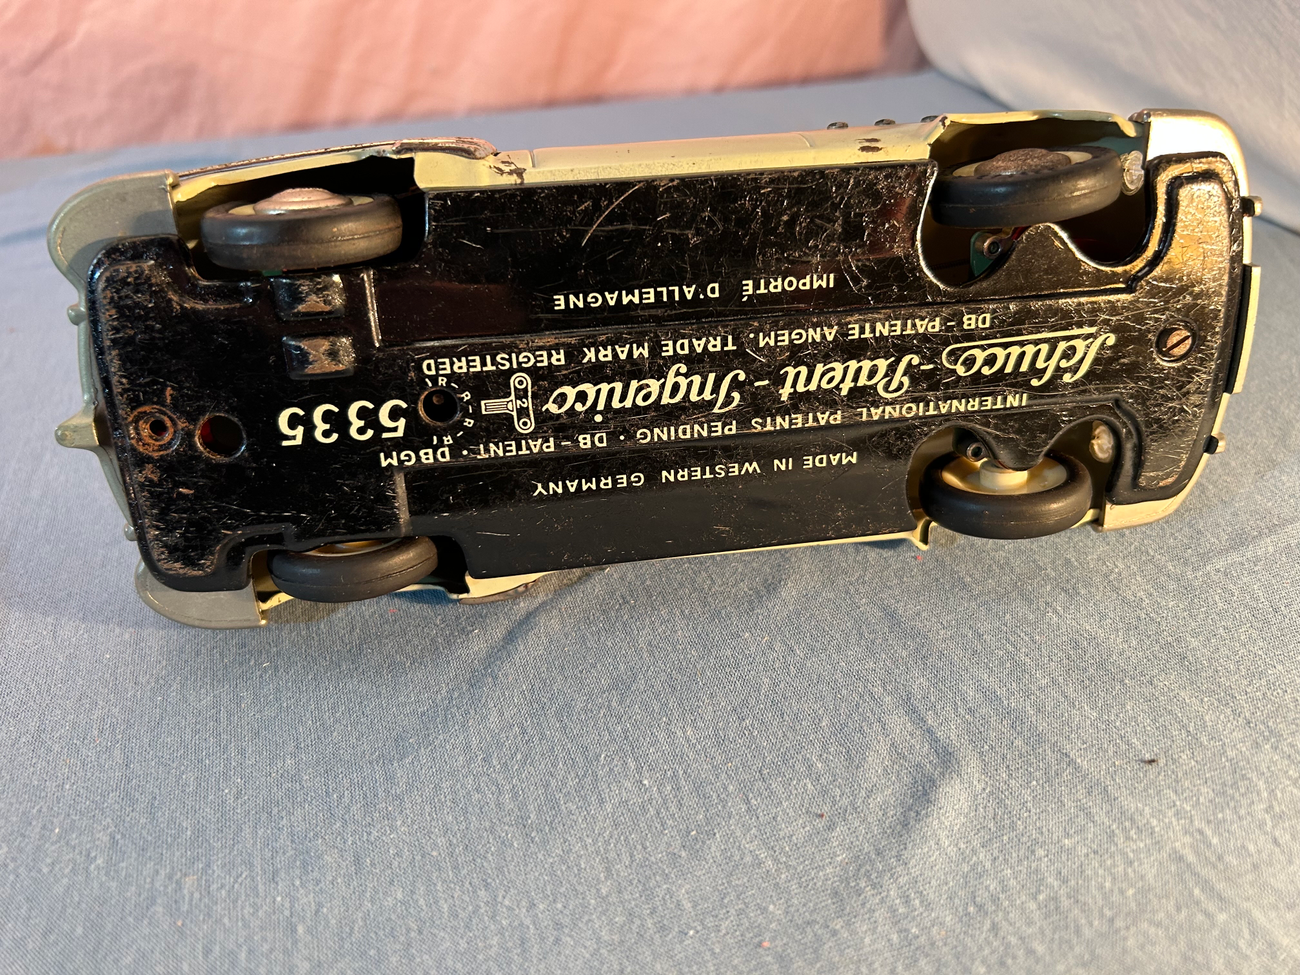 MADE IN WESTERN GERMANY
INTERNATIONAL PATENTS PENDING · DB-PATENT · DBGM
Schuco-Patent-Ingenico 2 5335
DB-PATENTE ANGEM. TRADE MARK REGISTERED
IMPORTÉ D'ALLEMAGNE